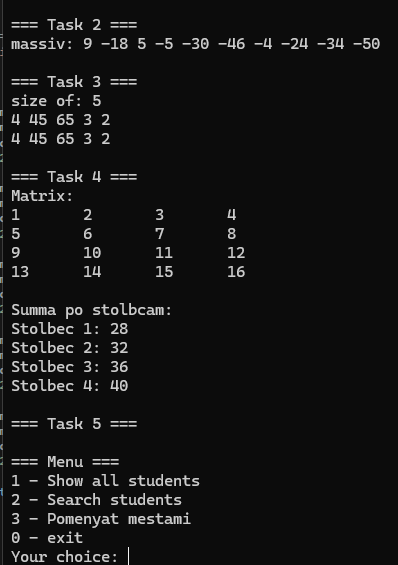 === Task 2 ===
massiv: 9 -18 5 -5 -30 -46 -4 -24 -34 -50
=== Task 3 ===
size of: 5
4 45 65 3 2
4 45 65 3 2
=== Task 4 ===
Matrix:
1 2 3 4
5 6 7 8
9 10 11 12
13 14 15 16
Summa po stolbcam:
Stolbec 1: 28
Stolbec 2: 32
Stolbec 3: 36
Stolbec 4: 40
=== Task 5 ===
=== Menu ===
1 - Show all students
2 - Search students
3 - Pomenyat mestami
0 - exit
Your choice: